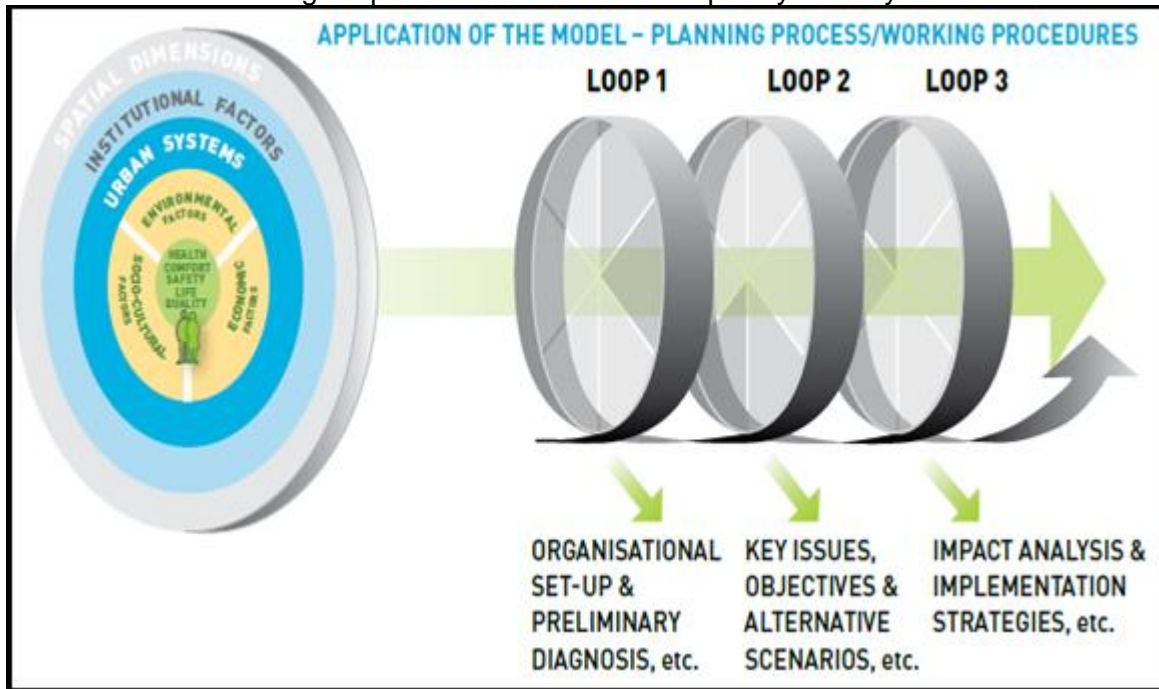 APPLICATION OF THE MODEL – PLANNING PROCESS/WORKING PROCEDURES
SPATIAL DIMENSIONS
INSTITUTIONAL FACTORS
URBAN SYSTEMS
ENVIRONMENTAL
FACTORS
SOCIO-CULTURAL
FACTORS
ECONOMIC
FACTORS
HEALTH
COMFORT
SAFETY
LIFE
QUALITY
LOOP 1
LOOP 2
LOOP 3
ORGANISATIONAL
SET-UP &
PRELIMINARY
DIAGNOSIS, etc.
KEY ISSUES,
OBJECTIVES &
ALTERNATIVE
SCENARIOS, etc.
IMPACT ANALYSIS &
IMPLEMENTATION
STRATEGIES, etc.